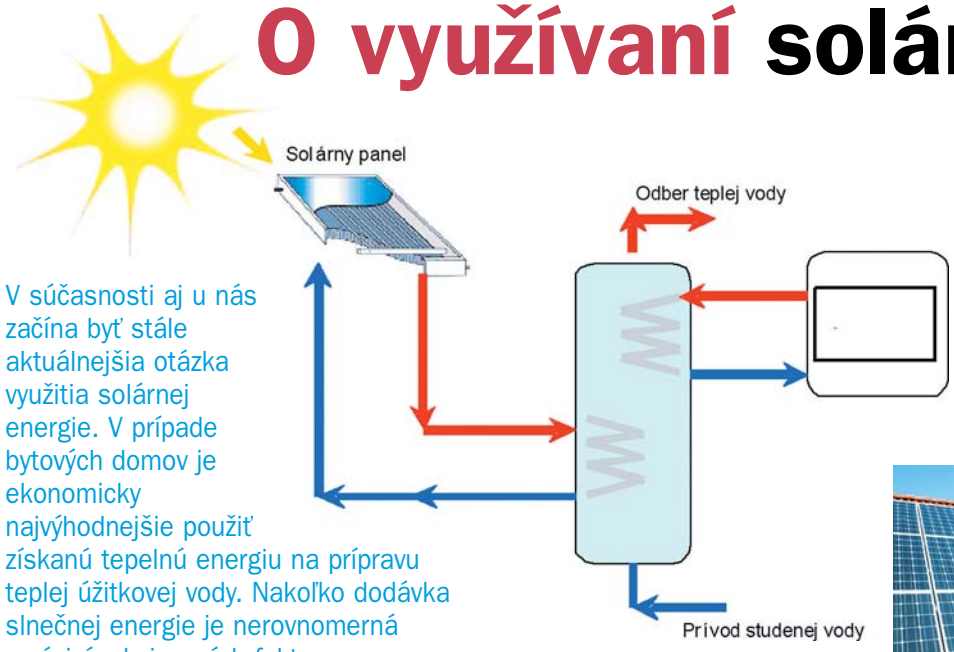 O využívaní solár
Solárny panel
Odber teplej vody
V súčasnosti aj u nás
začína byť stále
aktuálnejšia otázka
využitia solárnej
energie. V prípade
bytových domov je
ekonomicky
najvýhodnejšie použiť
získanú tepelnú energiu na prípravu
teplej úžitkovej vody. Nakoľko dodávka
slnečnej energie je nerovnomerná
Prívod studenej vody